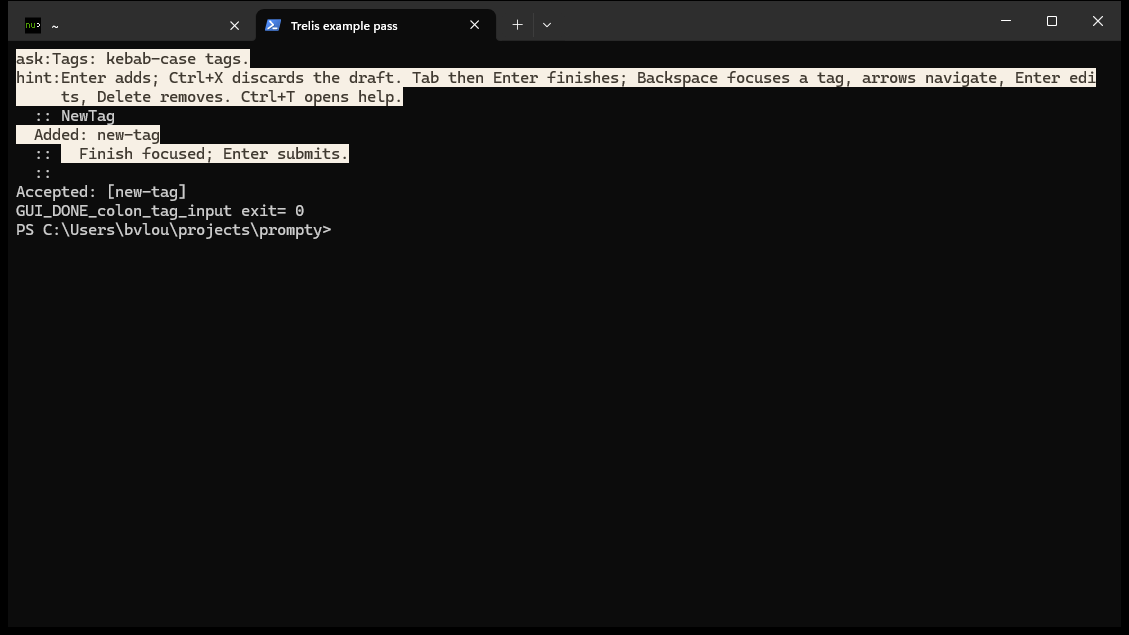 nu> ~
Trelis example pass
ask:Tags: kebab-case tags.
hint:Enter adds; Ctrl+X discards the draft. Tab then Enter finishes; Backspace focuses a tag, arrows navigate, Enter edi
ts, Delete removes. Ctrl+T opens help.
:: NewTag
Added: new-tag
:: Finish focused; Enter submits.
::
Accepted: [new-tag]
GUI_DONE_colon_tag_input exit= 0
PS C:\Users\bvlou\projects\prompty>